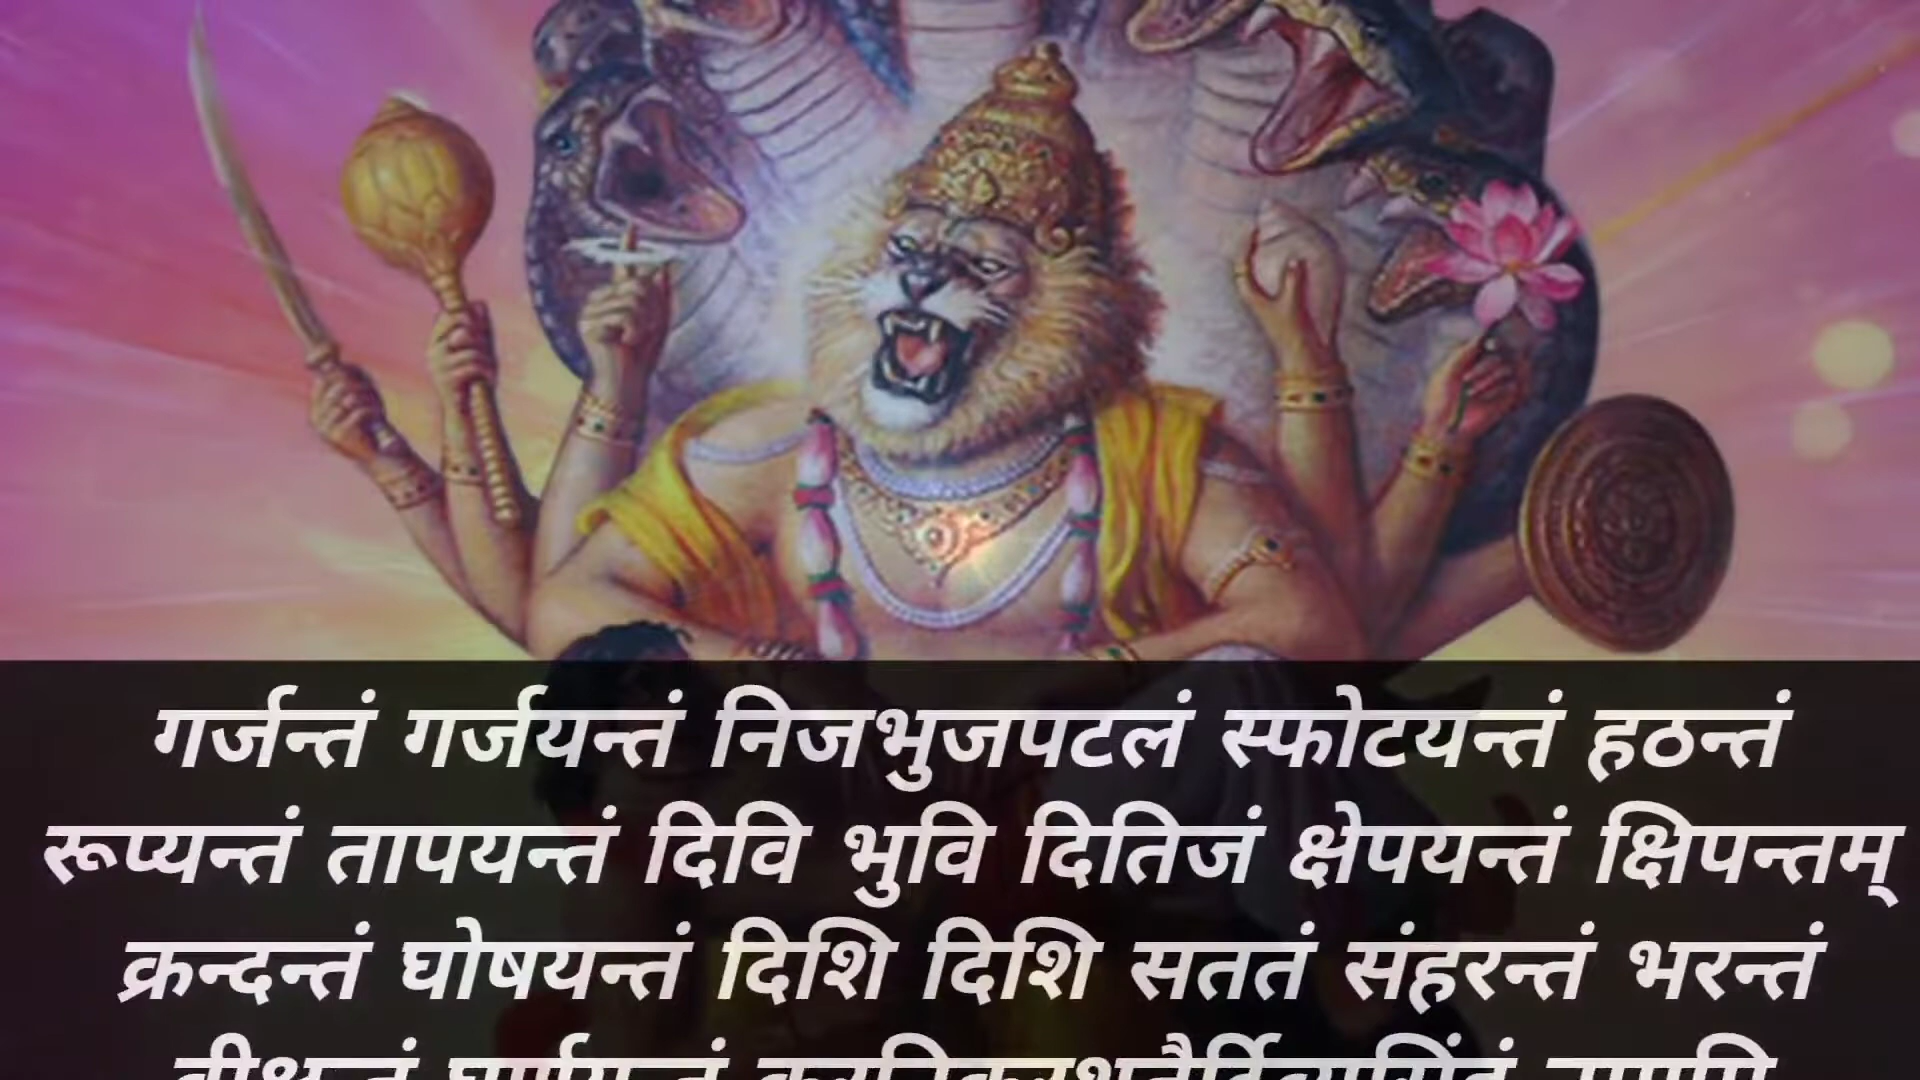 गर्जन्तं गर्जयन्तं निजभुजपटलं स्फोटयन्तं हठन्तं
रूप्यन्तं तापयन्तं दिवि भुवि दितिजं क्षेपयन्तं क्षिपन्तम्
क्रन्दन्तं घोषयन्तं दिशि दिशि सततं संहरन्तं भरन्तं